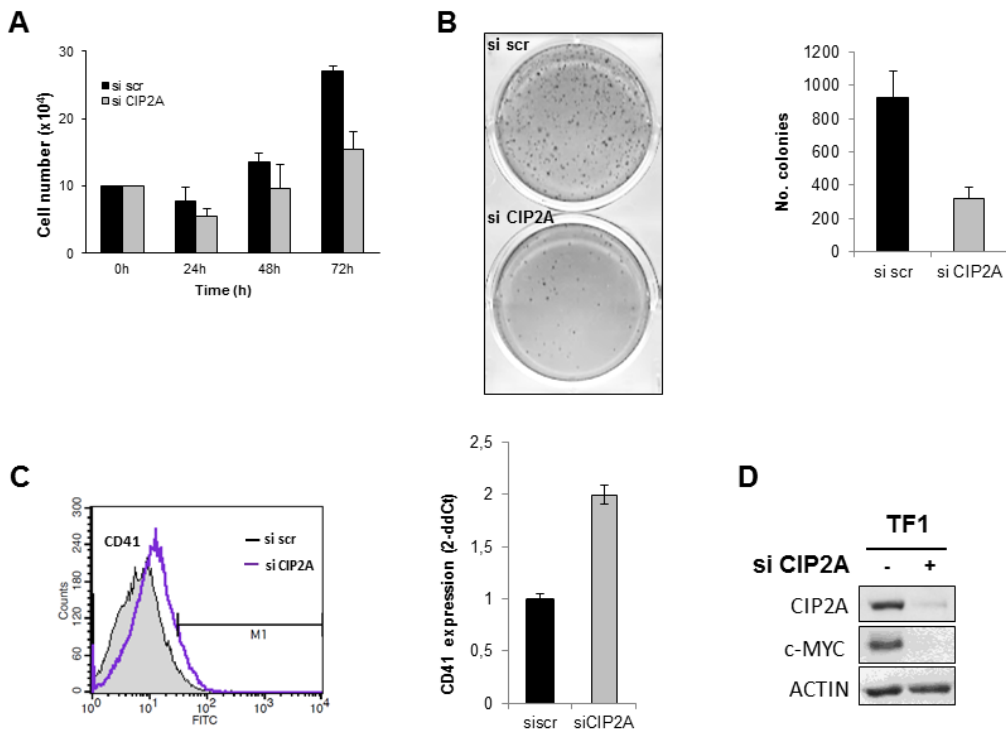 A
30
20
10
0
Cell number (x10⁴)
si scr
si CIP2A
0h
24h
48h
72h
Time (h)
B
si scr
si CIP2A
1200
1000
800
600
400
200
0
No. colonies
si scr
si CIP2A
C
300
240
180
120
60
0
Counts
CD41
si scr
si CIP2A
M1
10⁰
10¹
10²
10³
10⁴
FITC
2,5
2
1,5
1
0,5
0
CD41 expression (2-ddCt)
siscr
siCIP2A
D
TF1
si CIP2A - +
CIP2A
c-MYC
ACTIN